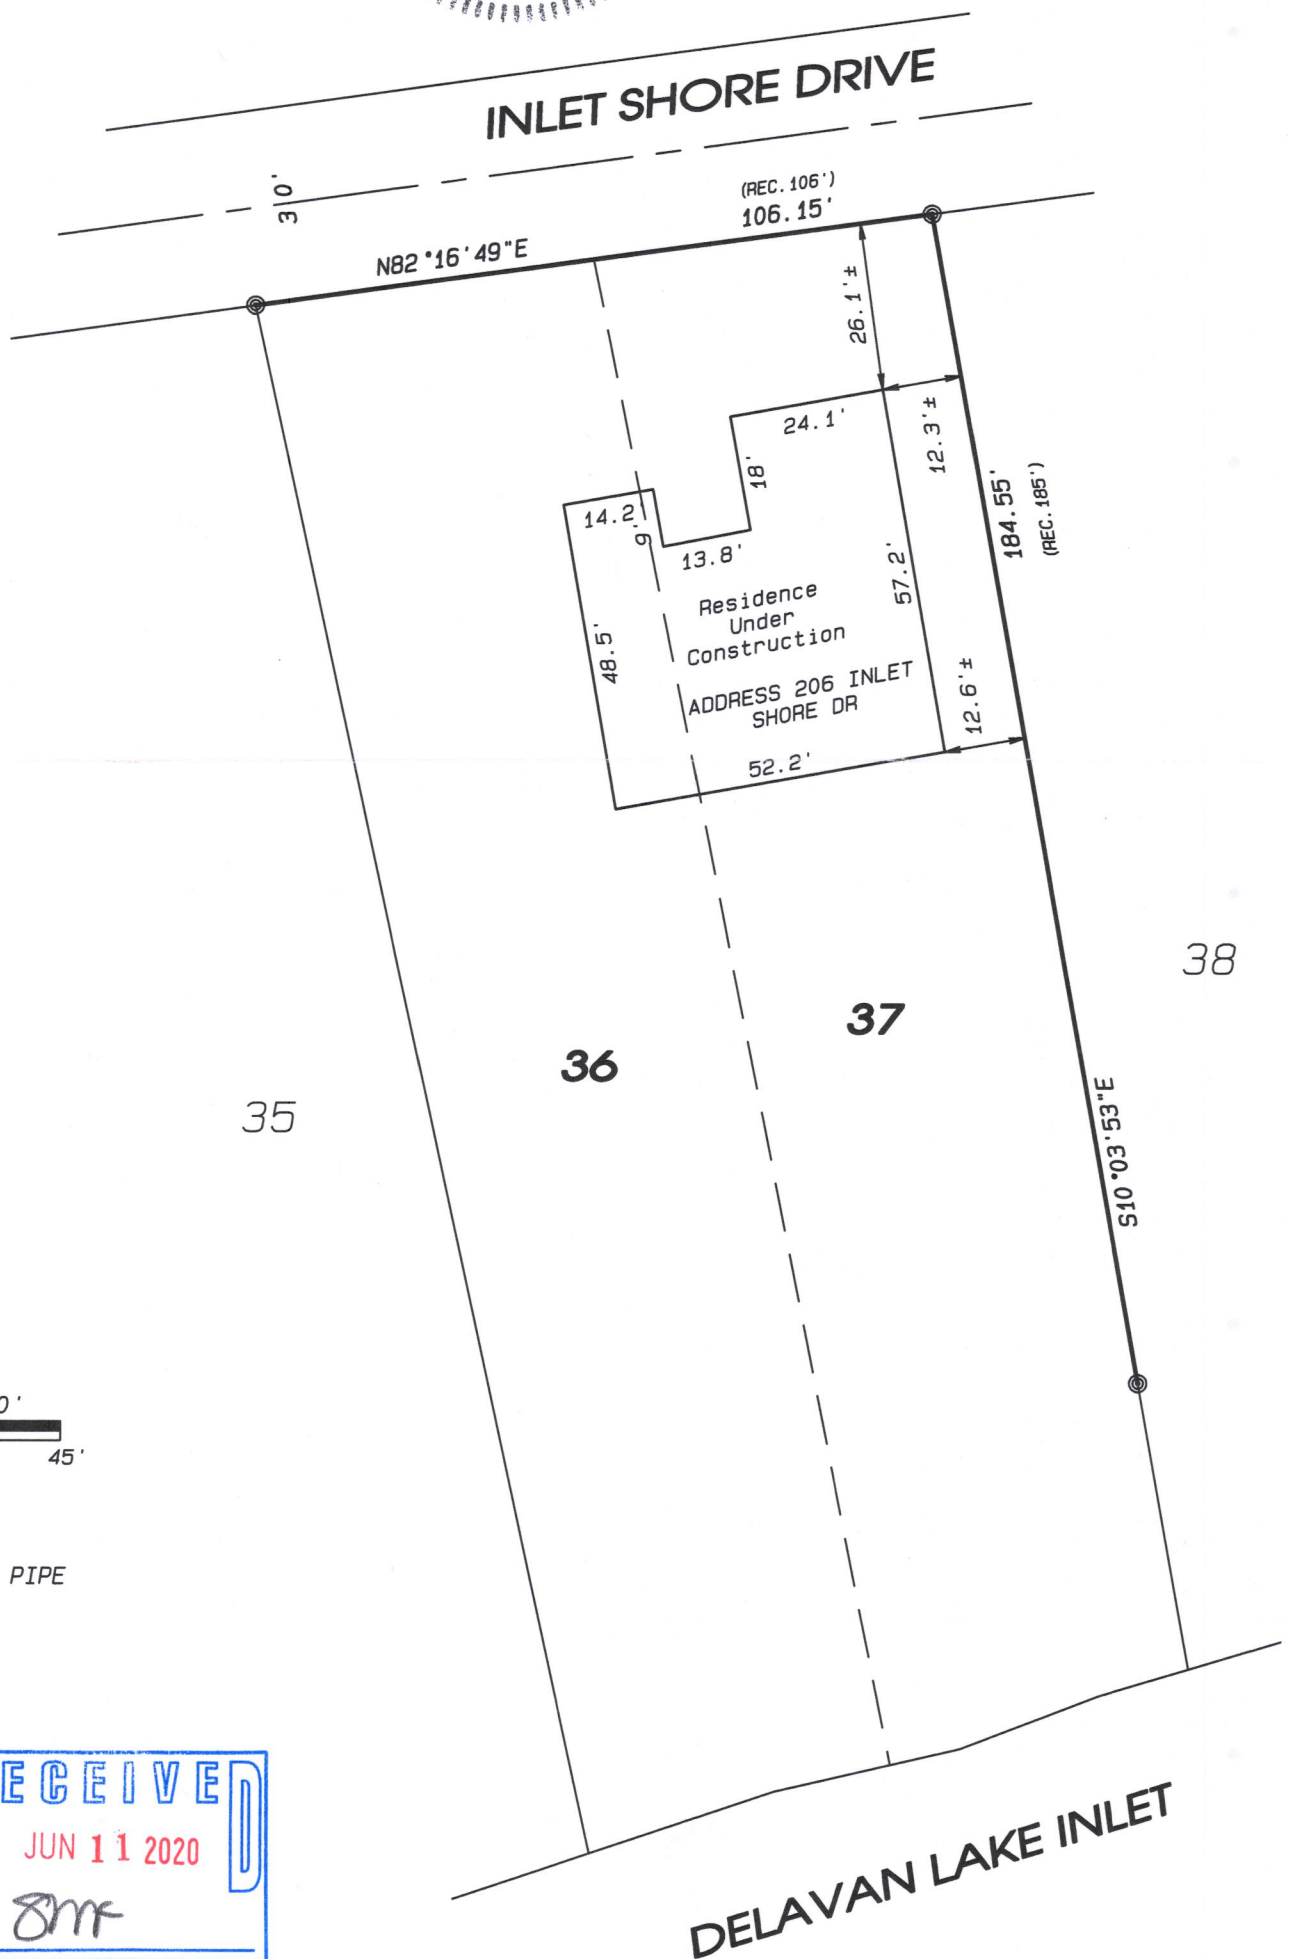 INLET SHORE DRIVE
30'
(REC. 106')
106.15'
N82°16'49"E
26.1'±
24.1'
12.3'±
18'
184.55'
(REC. 185')
14.2'
9'
13.8'
57.2'
Residence
Under
Construction
48.5'
ADDRESS 206 INLET
SHORE DR
12.6'±
52.2'
38
37
36
35
S10°03'53"E
0'
45'
PIPE
ECEIVED
JUN 11 2020
DELAVAN LAKE INLET